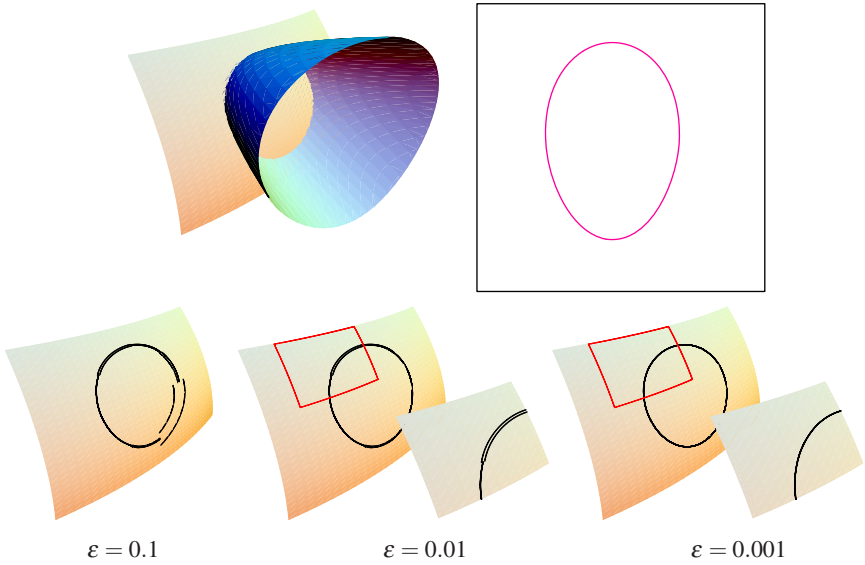 ε = 0.1
ε = 0.01
ε = 0.001